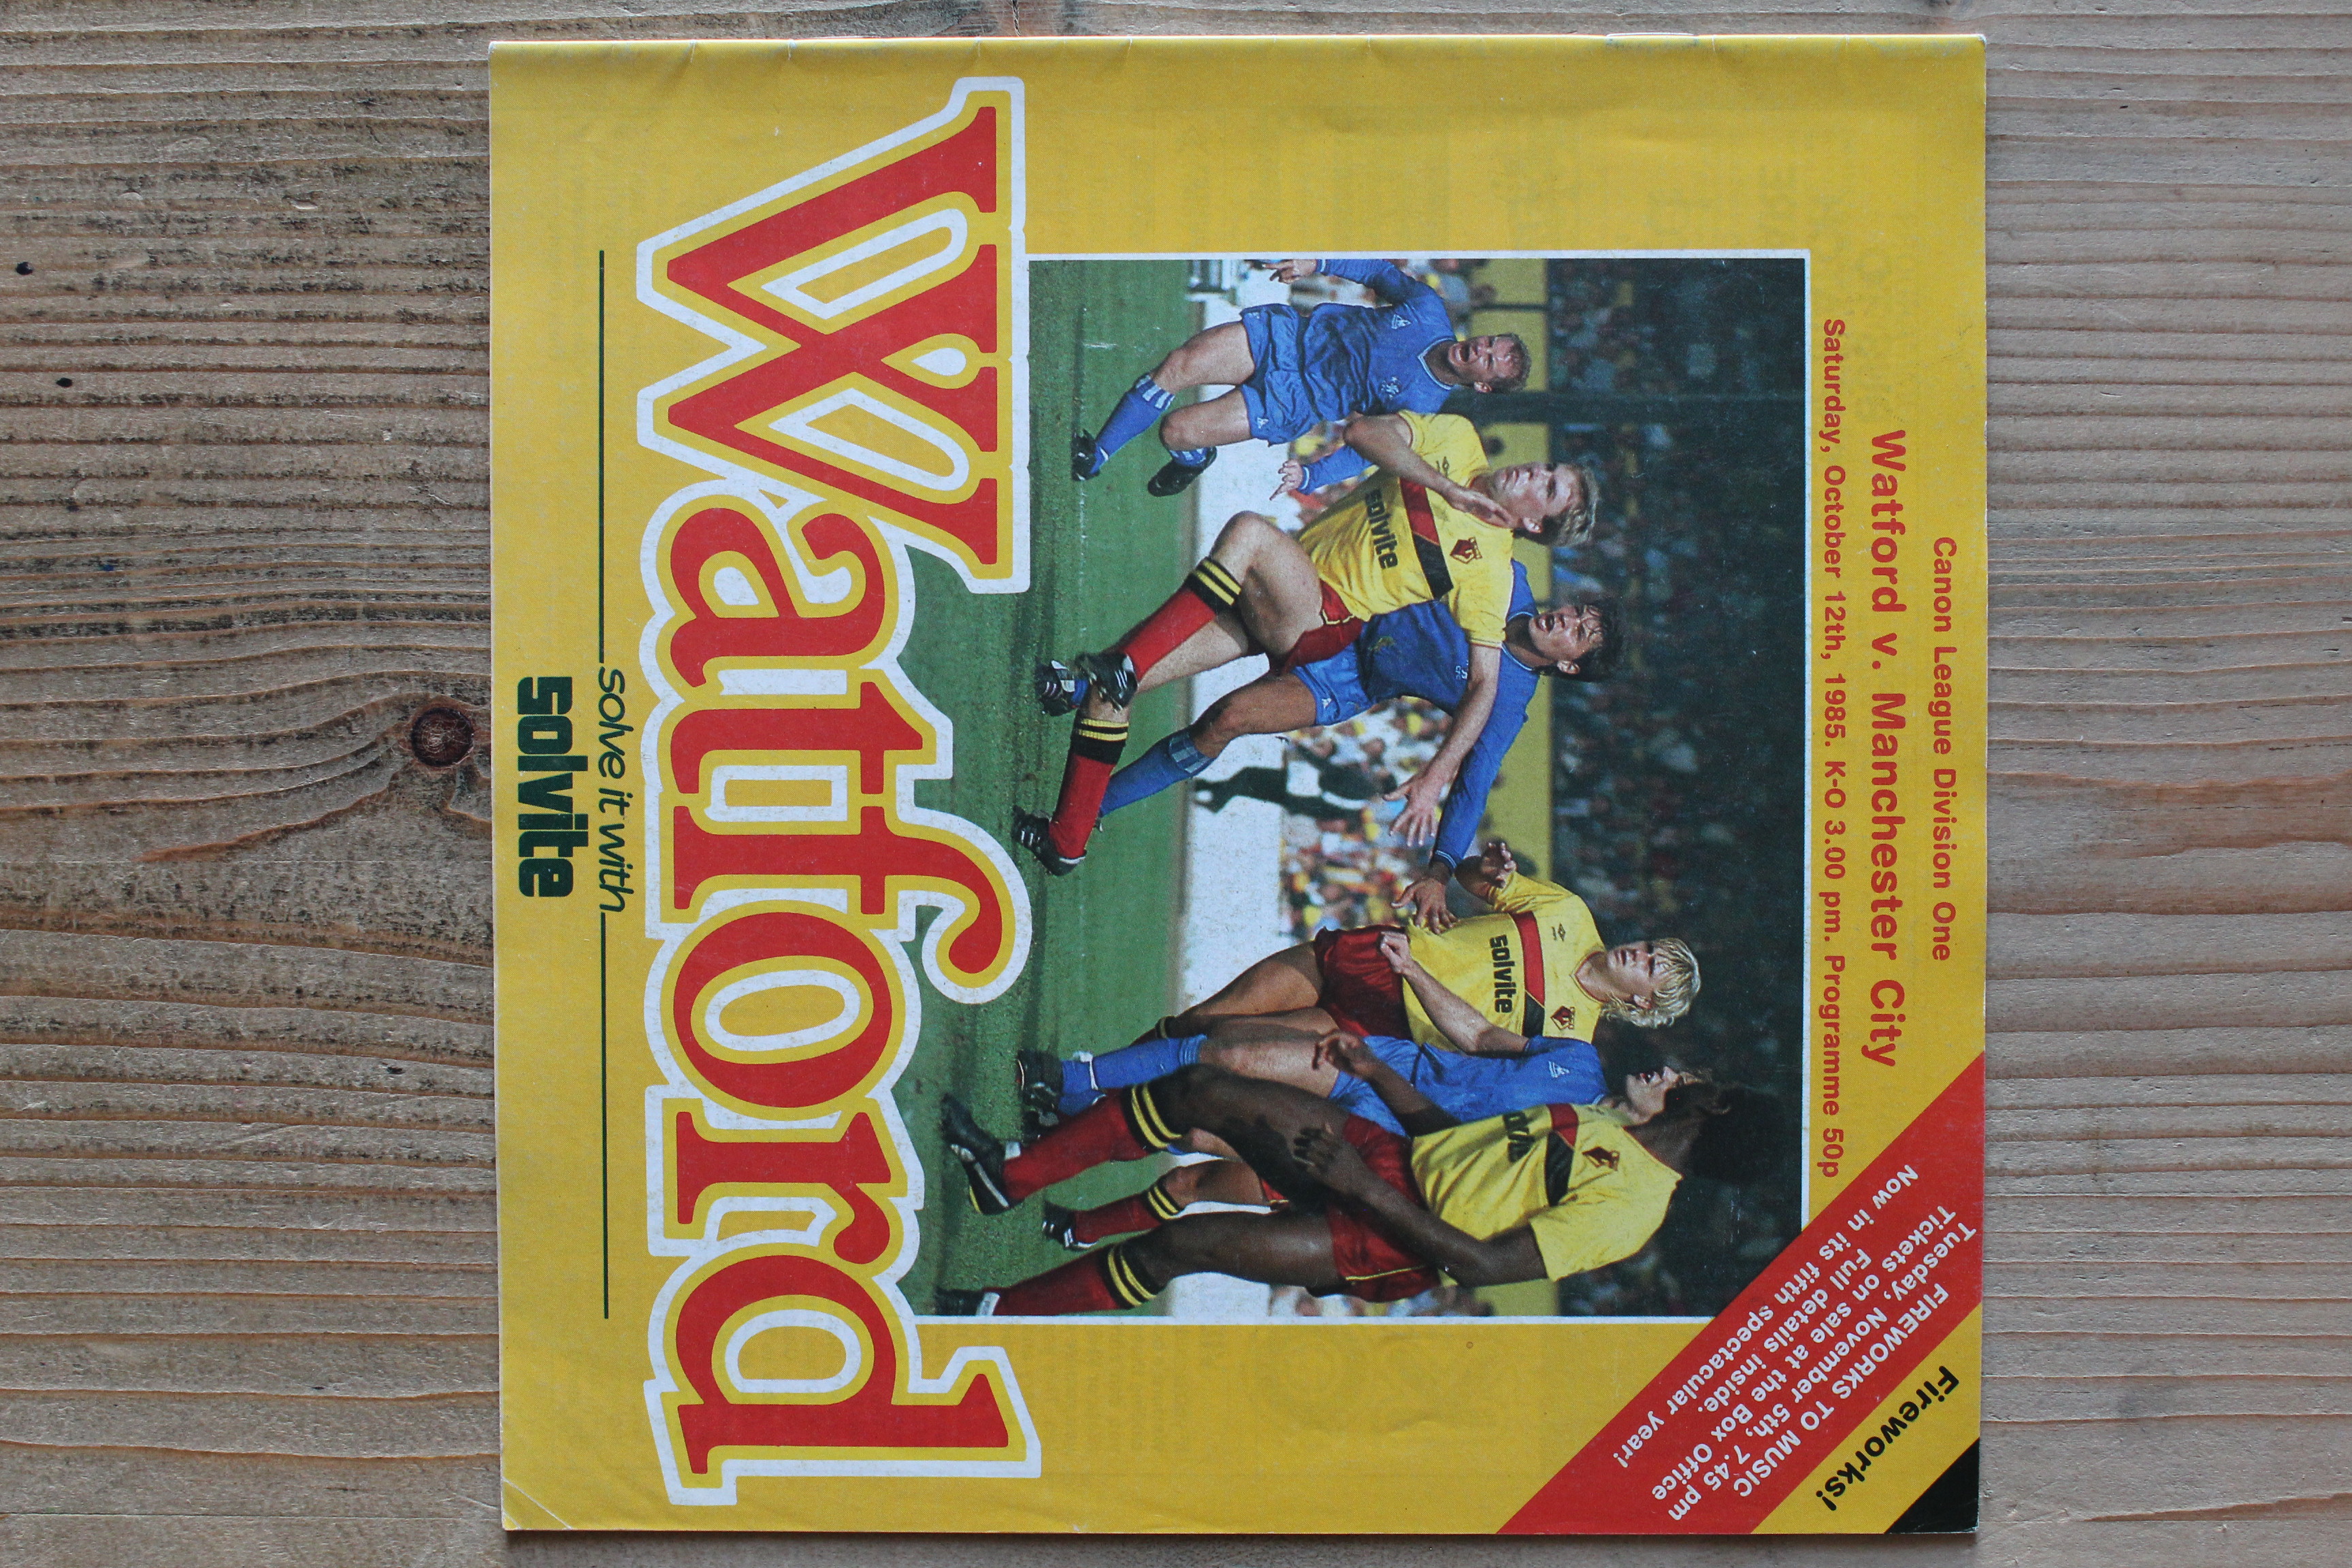 Canon League Division One
Watford v. Manchester City
Saturday, October 12th, 1985. K-O 3.00 pm. Programme 50p
Fireworks!
FIREWORKS TO MUSIC
Tuesday, November 5th, 7.45 pm
Tickets on sale at the Box Office
Full details inside.
Now in its fifth spectacular year!
solvite
solvite
Watford
solve it with
solvite